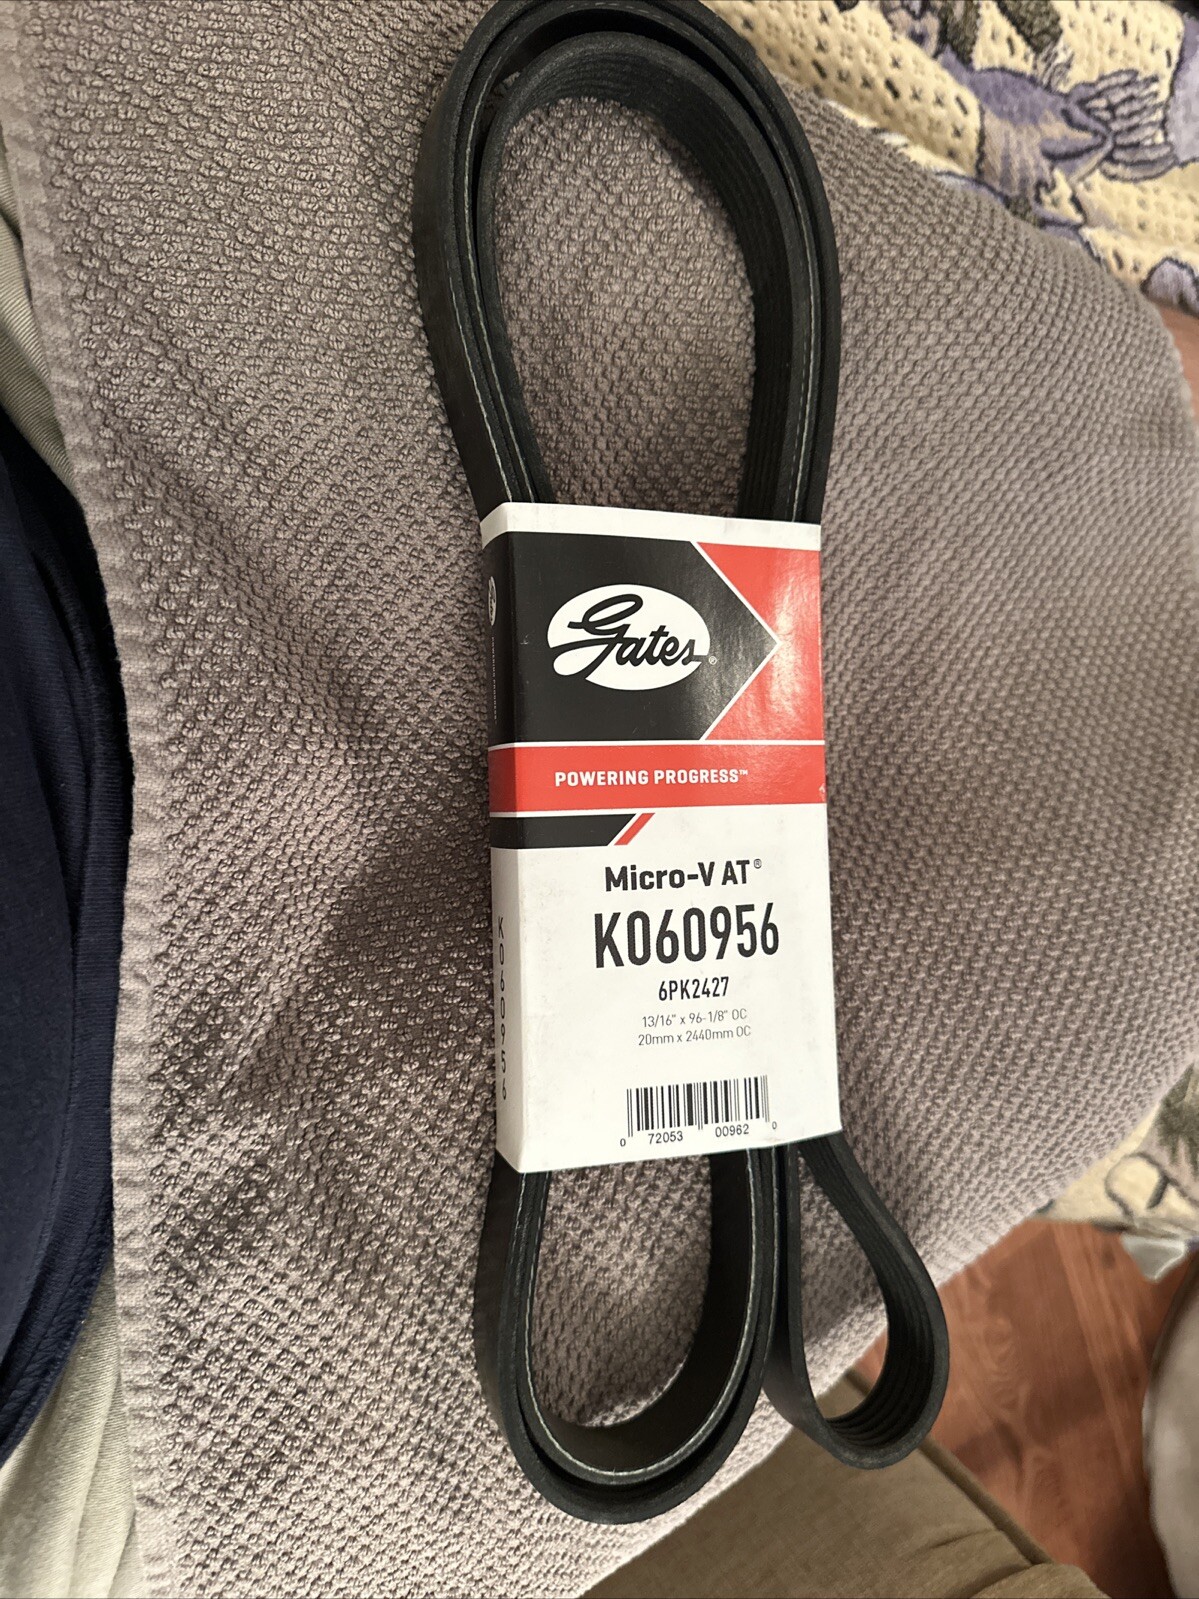 Gates®
POWERING PROGRESS™
Micro-V AT®
K060956
6PK2427
13/16" x 96-1/8" OC
20mm x 2440mm OC
0 72053 00962 0
K060956